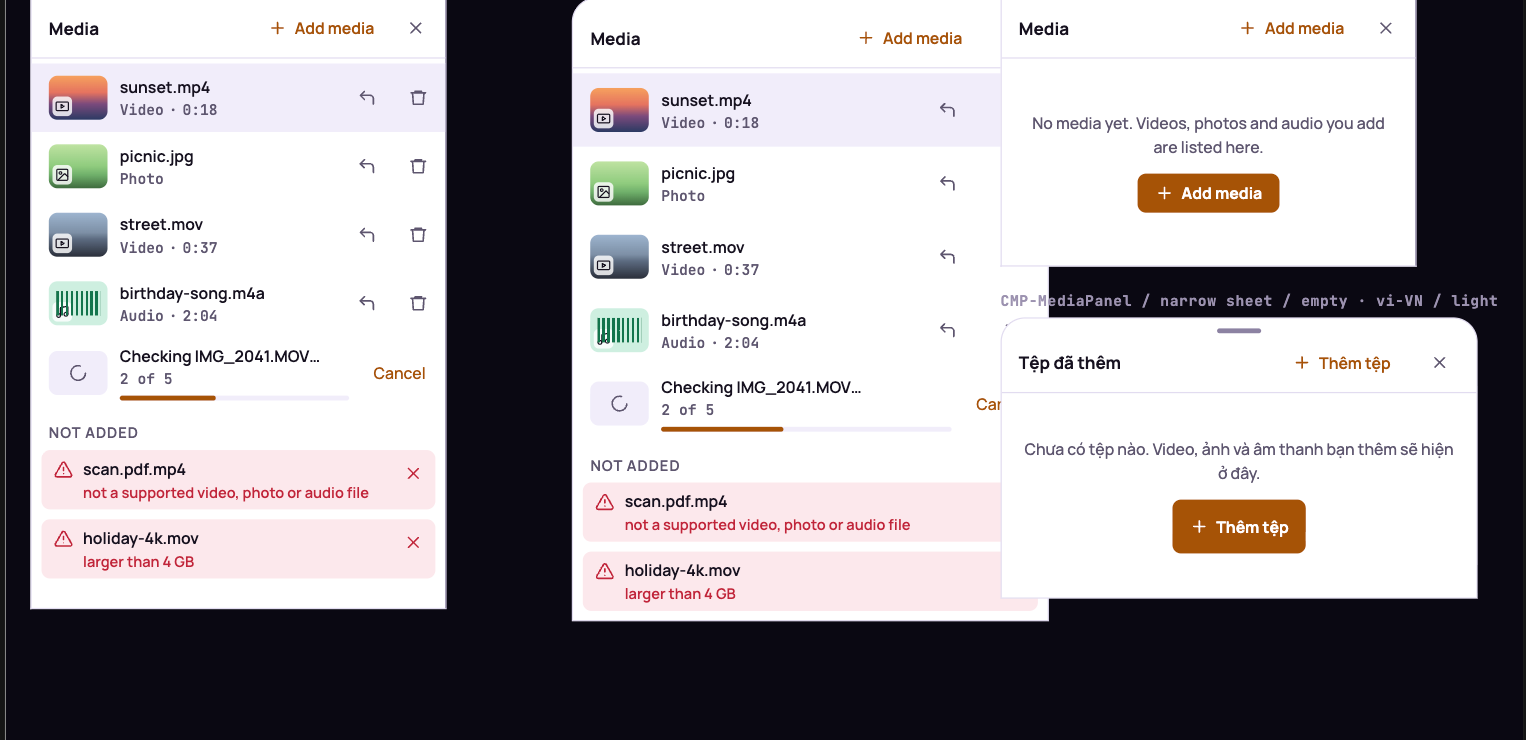 Media
+ Add media
sunset.mp4
Video · 0:18
picnic.jpg
Photo
street.mov
Video · 0:37
birthday-song.m4a
Audio · 2:04
Checking IMG_2041.MOV…
2 of 5
Cancel
NOT ADDED
scan.pdf.mp4
not a supported video, photo or audio file
holiday-4k.mov
larger than 4 GB
Media
+ Add media
sunset.mp4
Video · 0:18
picnic.jpg
Photo
street.mov
Video · 0:37
birthday-song.m4a
Audio · 2:04
Checking IMG_2041.MOV…
2 of 5
NOT ADDED
scan.pdf.mp4
not a supported video, photo or audio file
holiday-4k.mov
larger than 4 GB
Media
+ Add media
No media yet. Videos, photos and audio you add
are listed here.
+ Add media
CMP-MediaPanel / narrow sheet / empty · vi-VN / light
Tệp đã thêm
+ Thêm tệp
Chưa có tệp nào. Video, ảnh và âm thanh bạn thêm sẽ hiện
ở đây.
+ Thêm tệp